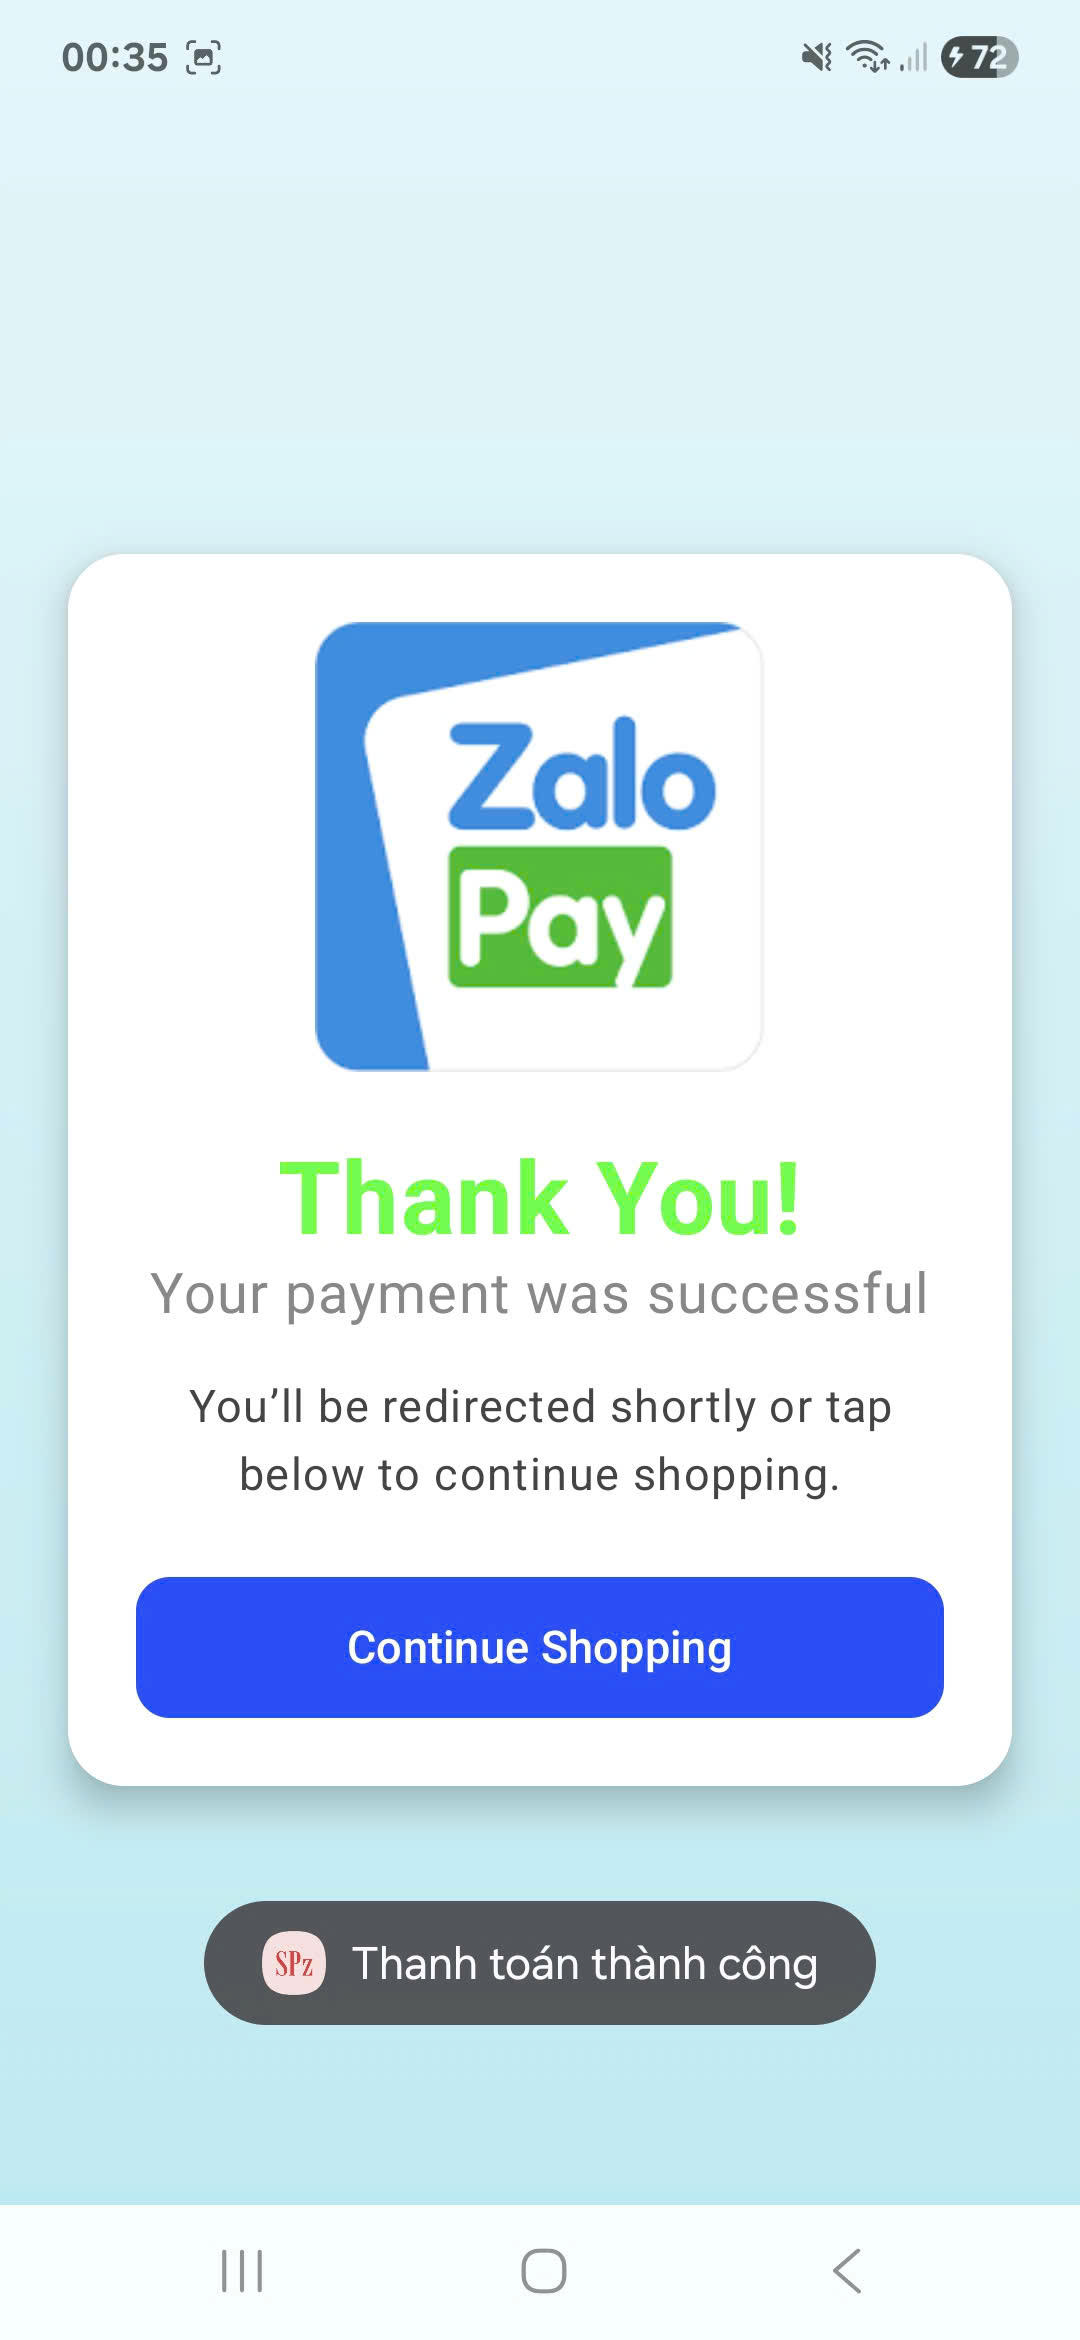 00:35
72
Zalo
Pay
Thank You!
Your payment was successful
You’ll be redirected shortly or tap
below to continue shopping.
Continue Shopping
SPz Thanh toán thành công